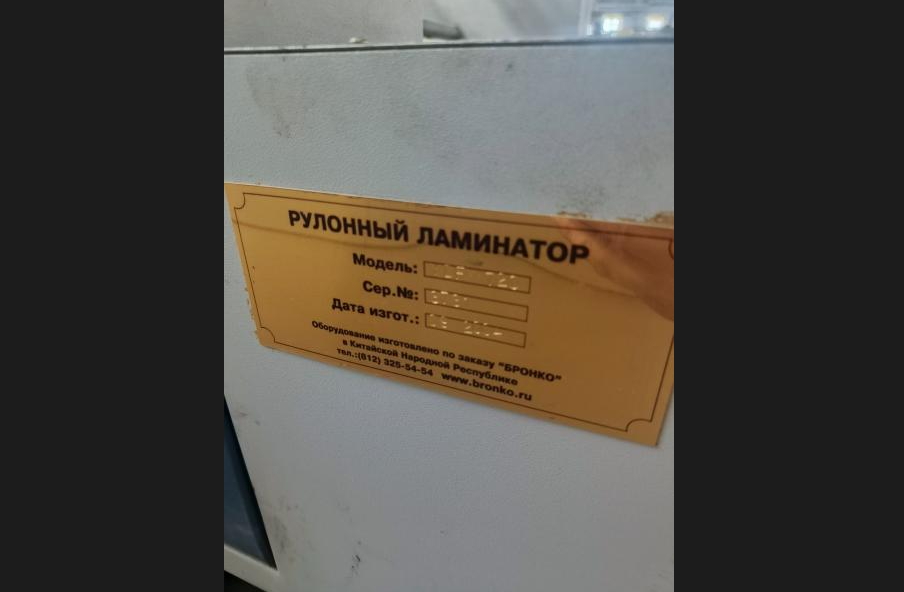 РУЛОННЫЙ ЛАМИНАТОР
Модель:
Сер.№:
Дата изгот.:
Оборудование изготовлено по заказу "БРОНКО"
в Китайской Народной Республике
тел.:(812) 325-54-54 www.bronko.ru